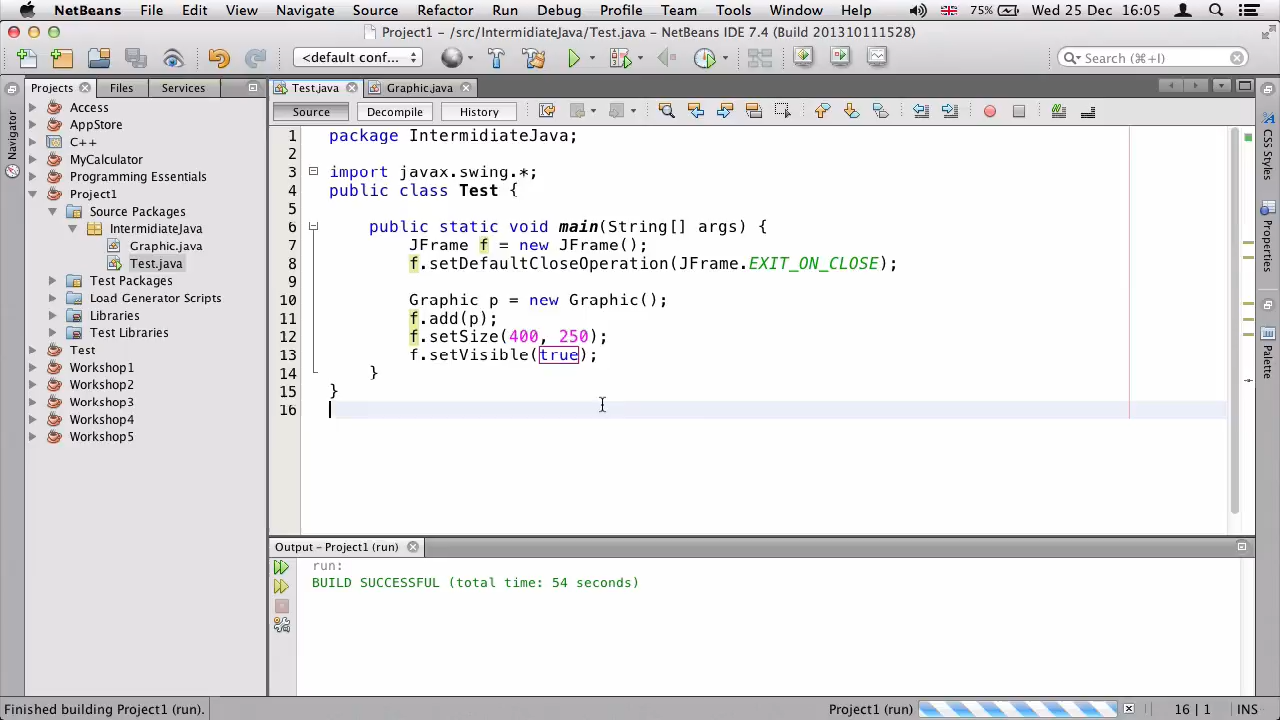 NetBeans File Edit View Navigate Source Refactor Run Debug Profile Team Tools Window Help 75% Wed 25 Dec 16:05
Project1 - /src/IntermidiateJava/Test.java - NetBeans IDE 7.4 (Build 201310111528)
<default conf... Search (⌘+I)
Projects Files Services
Test.java Graphic.java
Source Decompile History
Navigator
Access
AppStore
C++
MyCalculator
Programming Essentials
Project1
Source Packages
IntermidiateJava
Graphic.java
Test.java
Test Packages
Load Generator Scripts
Libraries
Test Libraries
Test
Workshop1
Workshop2
Workshop3
Workshop4
Workshop5
1 package IntermidiateJava;
2
3 import javax.swing.*;
4 public class Test {
5
6 public static void main(String[] args) {
7 JFrame f = new JFrame();
8 f.setDefaultCloseOperation(JFrame.EXIT_ON_CLOSE);
9
10 Graphic p = new Graphic();
11 f.add(p);
12 f.setSize(400, 250);
13 f.setVisible(true);
14 }
15 }
16
CSS Styles
Properties
Palette
Output - Project1 (run)
run:
BUILD SUCCESSFUL (total time: 54 seconds)
Finished building Project1 (run). Project1 (run) 16 | 1 INS